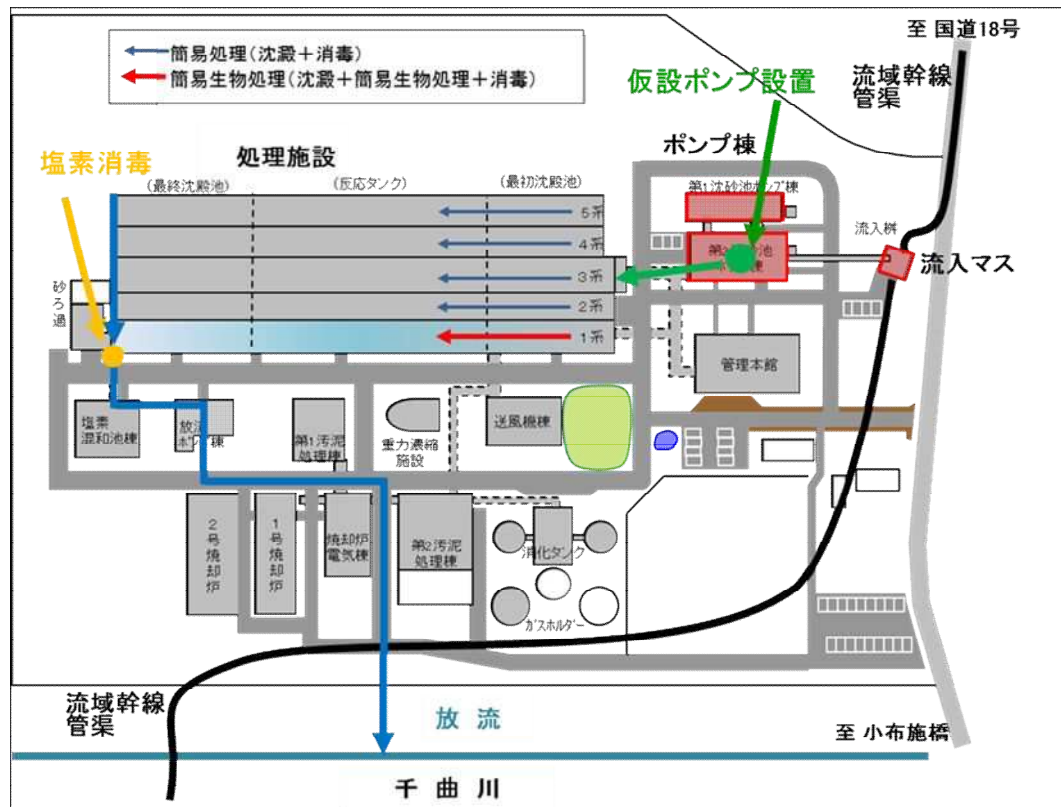 至 国道18号
簡易処理(沈澱+消毒)
簡易生物処理(沈澱+簡易生物処理+消毒)
仮設ポンプ設置
流域幹線
管渠
塩素消毒
処理施設
ポンプ棟
(最終沈殿池)
(反応タンク)
(最初沈殿池)
第1沈砂池ポンプ棟
5系
4系
3系
2系
1系
流入桝
流入マス
砂ろ過
管理本館
塩素
混和池棟
放流
ポンプ棟
第1汚泥
処理棟
重力濃縮
施設
送風機棟
2号焼却炉
1号焼却炉
焼却炉
電気棟
第2汚泥
処理棟
消化タンク
ガスホルダー
流域幹線
管渠
放 流
至 小布施橋
千 曲 川